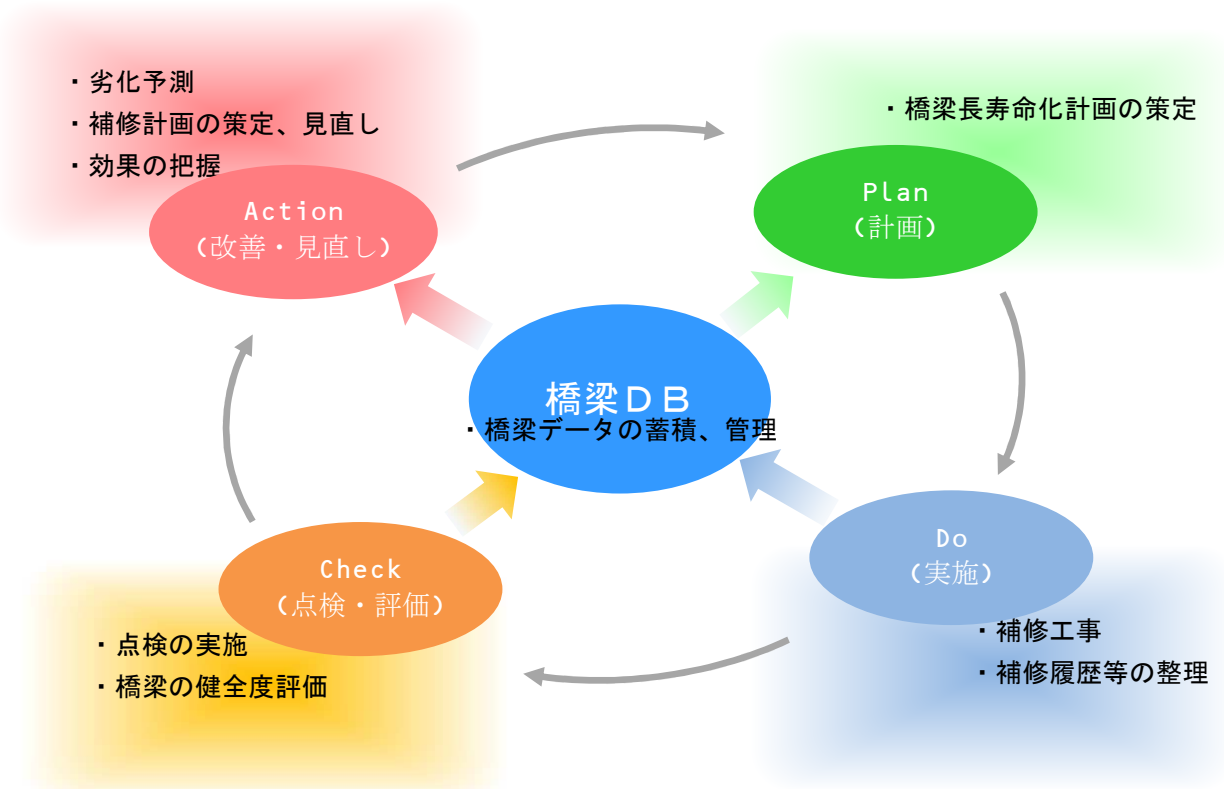 ・劣化予測
・補修計画の策定、見直し
・効果の把握
Action
(改善・見直し)
・橋梁長寿命化計画の策定
Plan
(計画)
橋梁ＤＢ
・橋梁データの蓄積、管理
Check
(点検・評価)
・点検の実施
・橋梁の健全度評価
Do
(実施)
・補修工事
・補修履歴等の整理